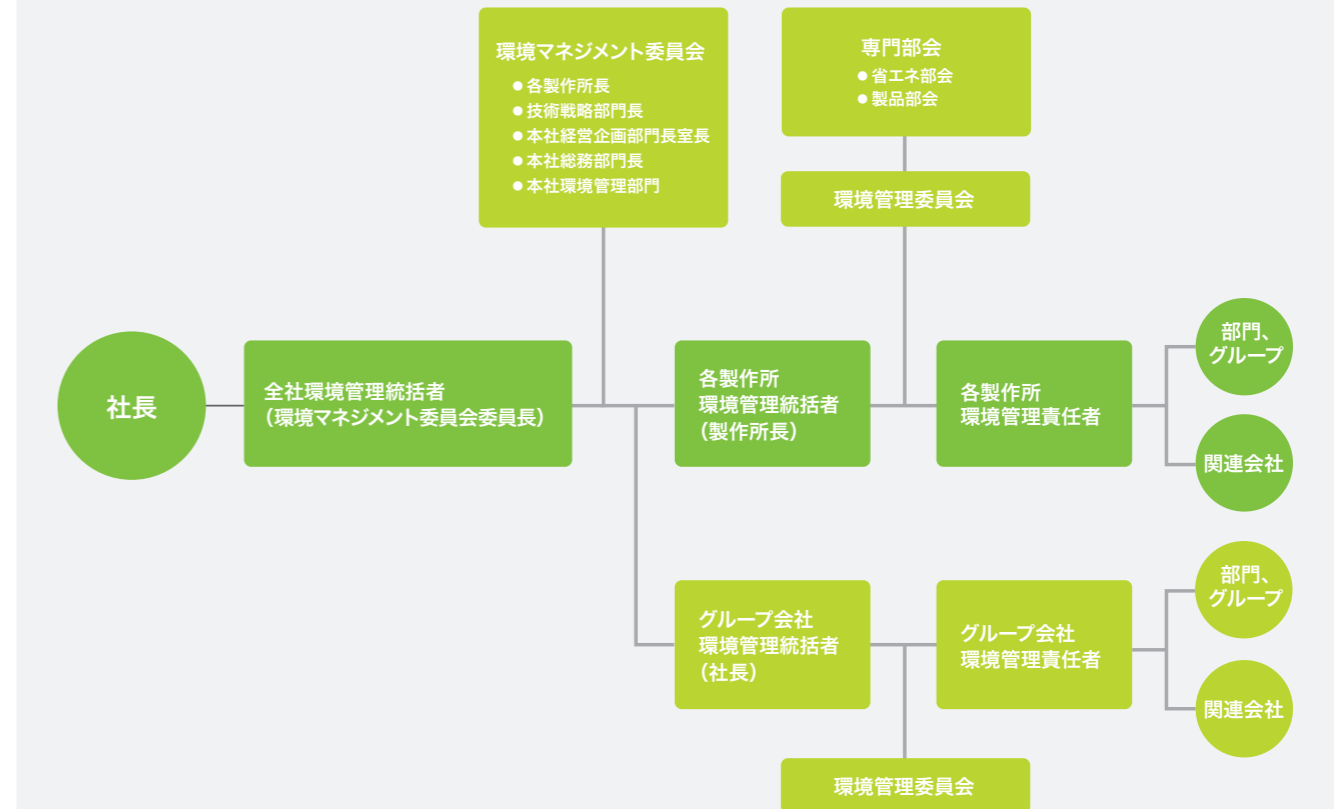 環境マネジメント委員会
●各製作所長
●技術戦略部門長
●本社経営企画部門長室長
●本社総務部門長
●本社環境管理部門
専門部会
●省エネ部会
●製品部会
環境管理委員会
社長
全社環境管理統括者
（環境マネジメント委員会委員長）
各製作所
環境管理統括者
（製作所長）
各製作所
環境管理責任者
部門、
グループ
関連会社
グループ会社
環境管理統括者
（社長）
グループ会社
環境管理責任者
部門、
グループ
関連会社
環境管理委員会